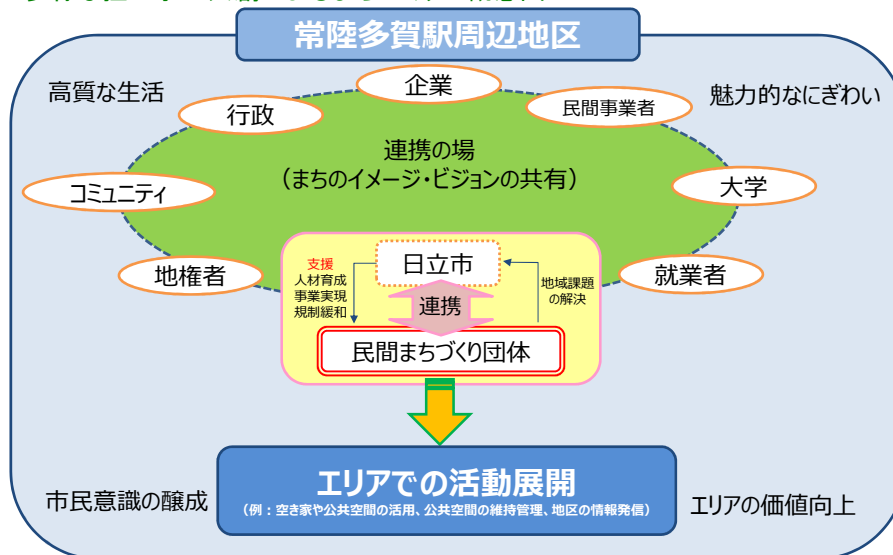 常陸多賀駅周辺地区
高質な生活
企業
魅力的なにぎわい
行政
民間事業者
連携の場
(まちのイメージ・ビジョンの共有)
コミュニティ
大学
地権者
就業者
支援
人材育成
事業実現
規制緩和
日立市
地域課題
の解決
連携
民間まちづくり団体
エリアでの活動展開
(例:空き家や公共空間の活用、公共空間の維持管理、地区の情報発信)
市民意識の醸成
エリアの価値向上